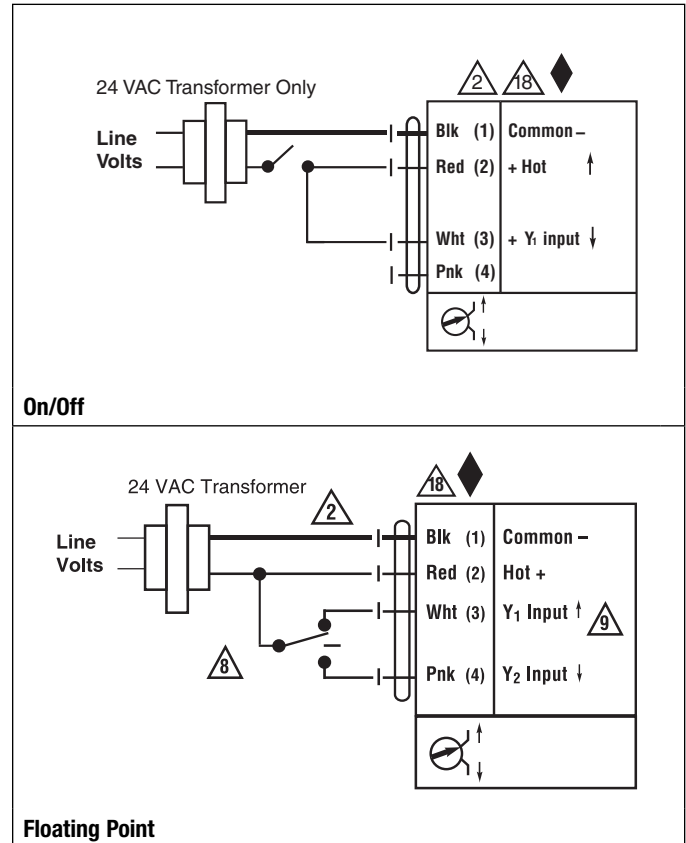 24 VAC Transformer Only
2 18
Line
Volts
Blk (1) Common –
Red (2) + Hot ↑
Wht (3) + Y₁ input ↓
Pnk (4)
↑
↓
On/Off
24 VAC Transformer
2
18
Line
Volts
Blk (1) Common –
Red (2) Hot +
Wht (3) Y₁ Input ↑ 9
8
Pnk (4) Y₂ Input ↓
↑
↓
Floating Point